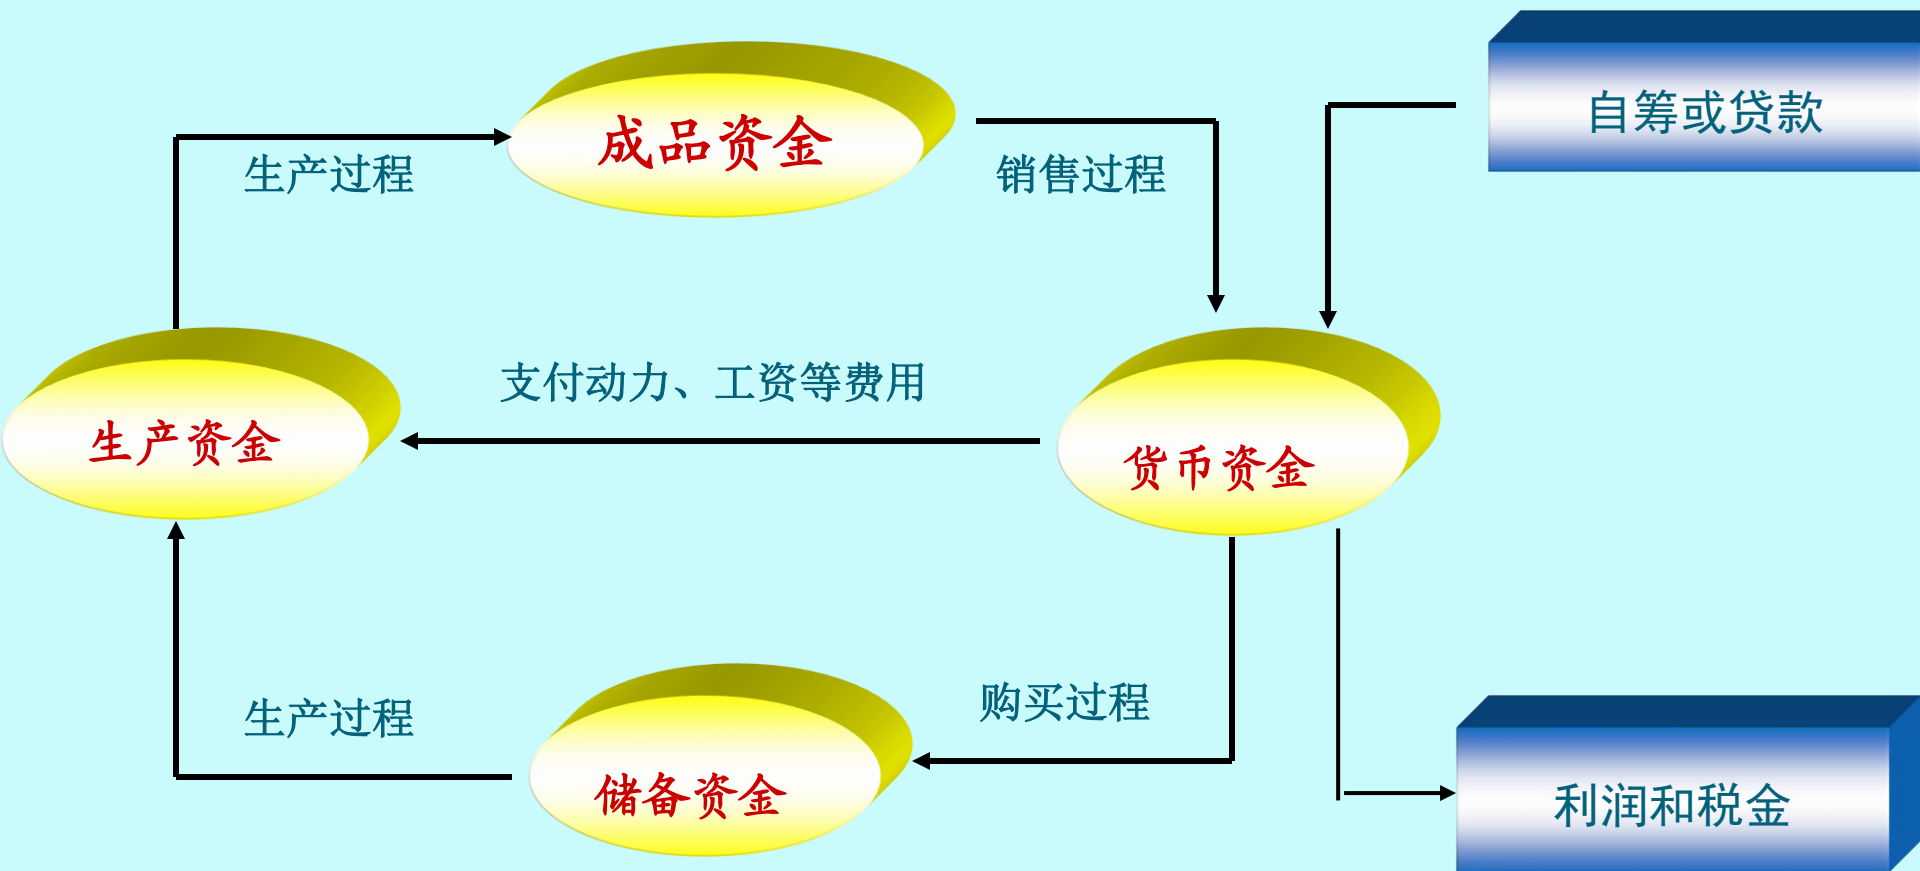 自筹或贷款
成品资金
生产过程
销售过程
支付动力、工资等费用
生产资金
货币资金
购买过程
生产过程
储备资金
利润和税金